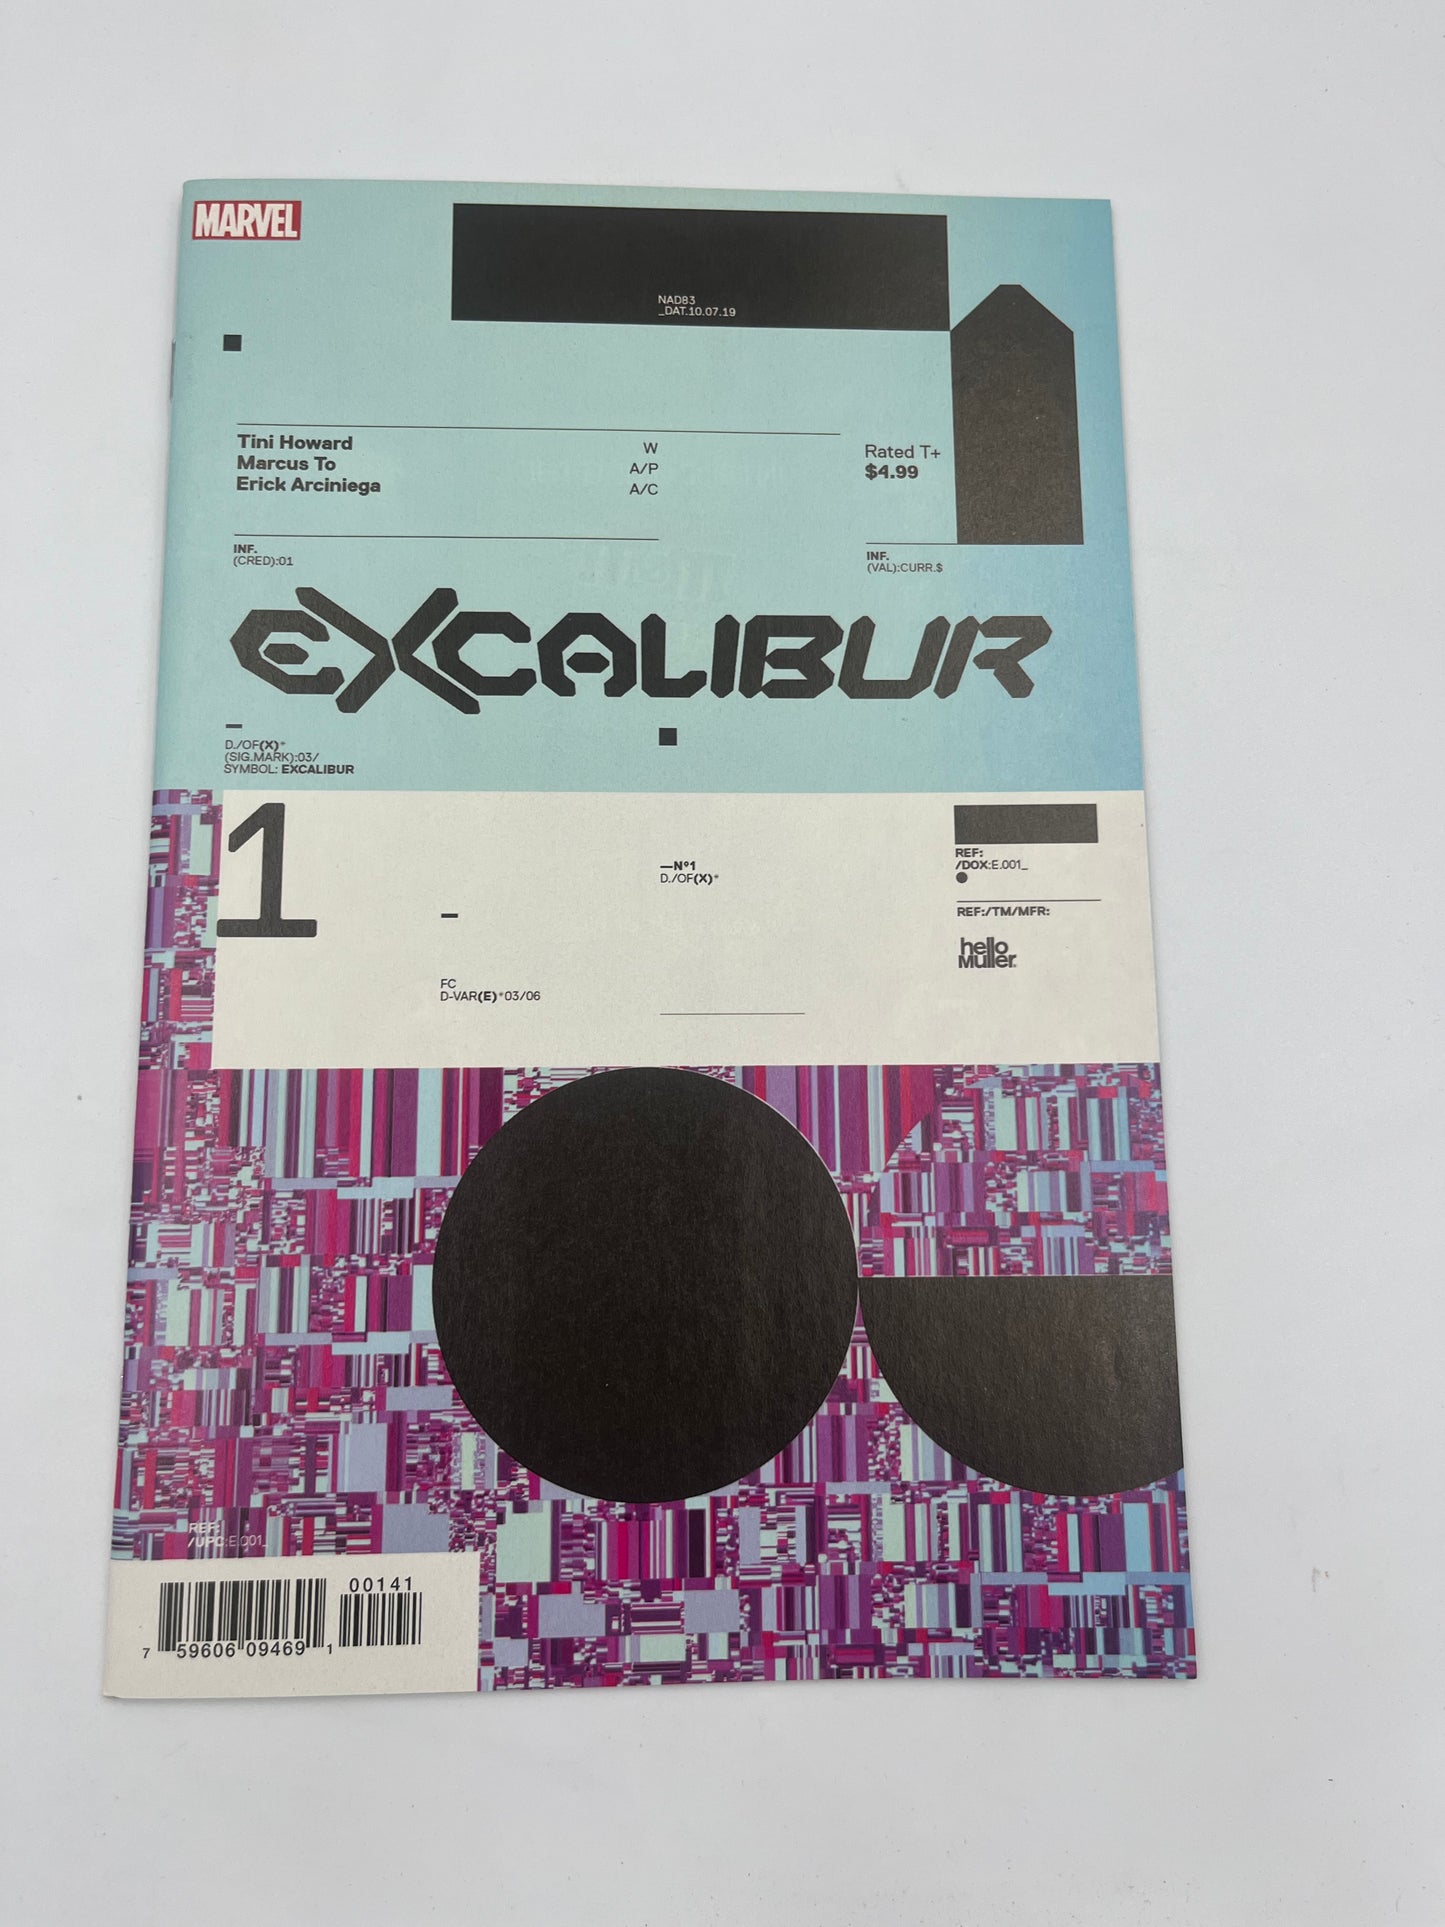 MARVEL
NAD83
_DAT.10.07.19
Tini Howard W
Marcus To A/P
Erick Arciniega A/C
Rated T+
$4.99
INF.
(CRED):01
INF.
(VAL):CURR.$
EXCALIBUR
D./OF(X)*
(SIG.MARK):03/
SYMBOL: EXCALIBUR
1
—Nº1
D./OF(X)*
REF:
/DOX:E.001_
REF:/TM/MFR:
hello
Muller
FC
D-VAR(E)*03/06
REF:
/UPC:E.001_
00141
7 59606 09469 1